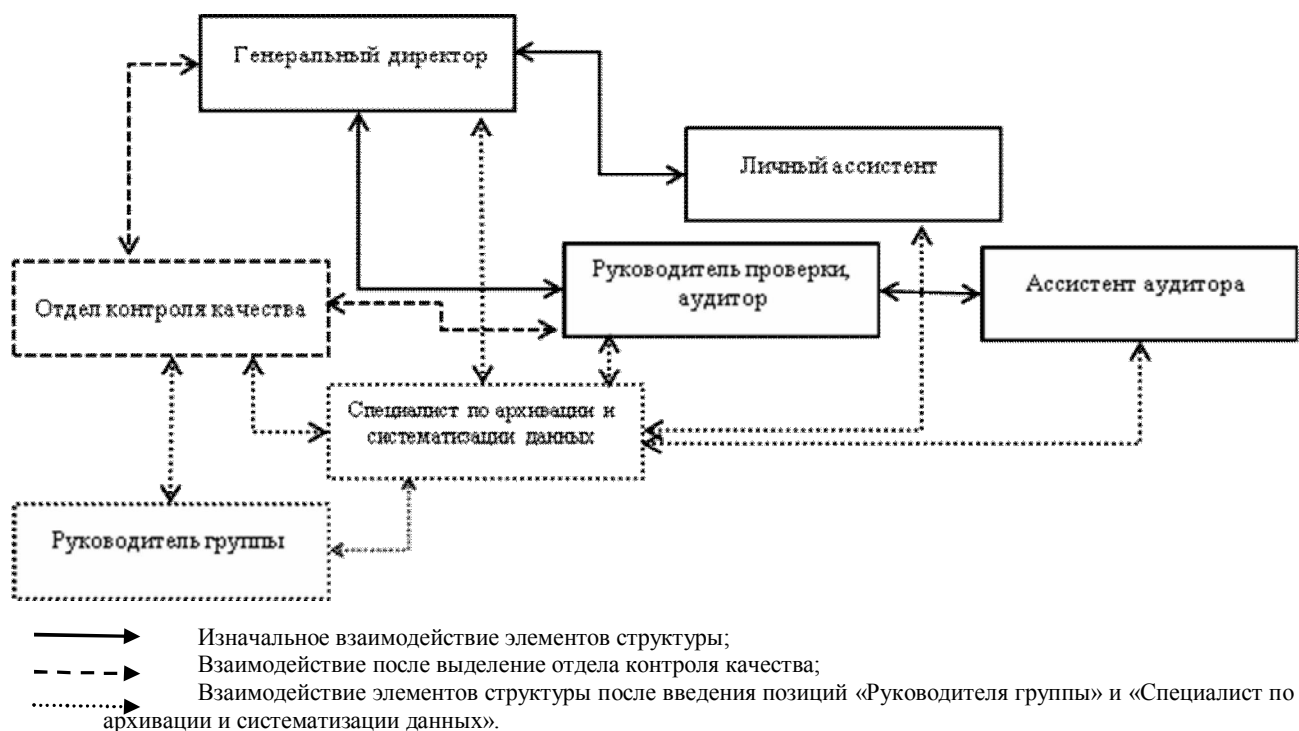 Генеральный директор
Личный ассистент
Руководитель проверки,
аудитор
Ассистент аудитора
Отдел контроля качества
Специалист по архивации и
систематизации данных
Руководитель группы
Изначальное взаимодействие элементов структуры;
Взаимодействие после выделение отдела контроля качества;
Взаимодействие элементов структуры после введения позиций «Руководителя группы» и «Специалист по
архивации и систематизации данных».